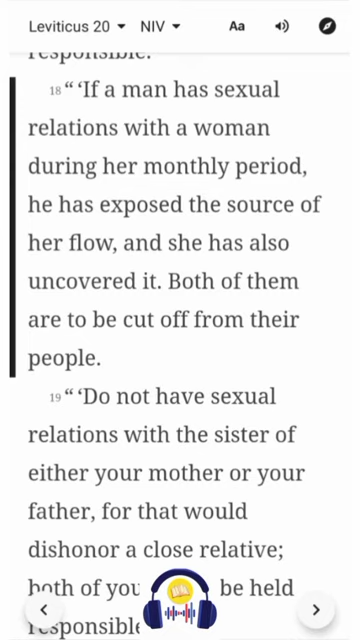 Leviticus 20 NIV Aa
responsible.
18 “ ‘If a man has sexual
relations with a woman
during her monthly period,
he has exposed the source of
her flow, and she has also
uncovered it. Both of them
are to be cut off from their
people.
19 “ ‘Do not have sexual
relations with the sister of
either your mother or your
father, for that would
dishonor a close relative;
both of you be held
responsible